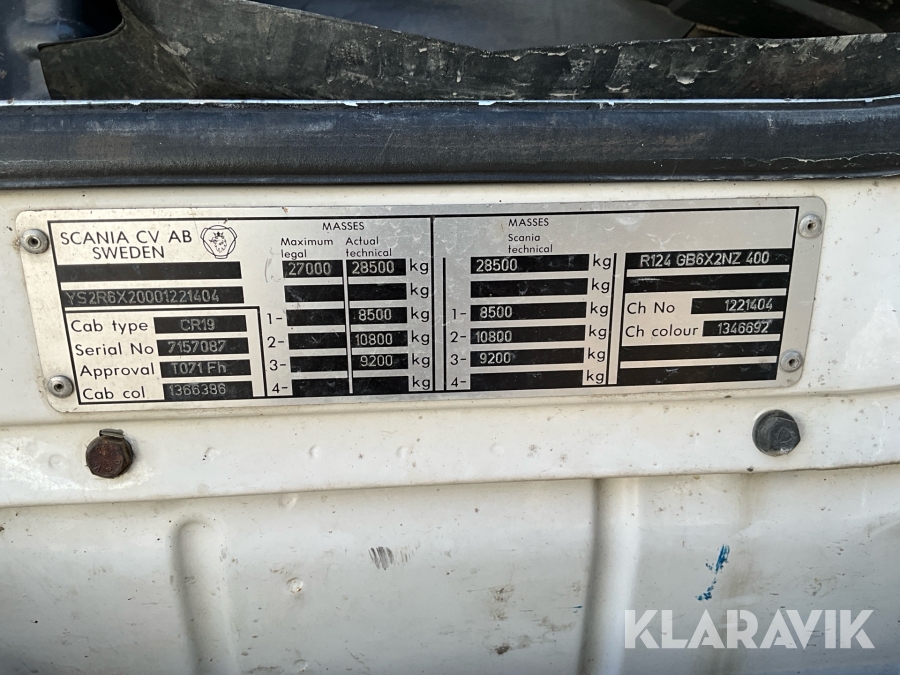 SCANIA CV AB
SWEDEN
YS2R6X20001221404
Cab type CR19
Serial No 7157087
Approval T071 Fh
Cab col 1366386
MASSES
Maximum legal Actual technical
27000 28500 kg
kg
1- 8500 kg
2- 10800 kg
3- 9200 kg
4- kg
MASSES
Scania technical
28500 kg
kg
1- 8500 kg
2- 10800 kg
3- 9200 kg
4- kg
R124 GB6X2NZ 400
Ch No 1221404
Ch colour 1346692
KLARAVIK